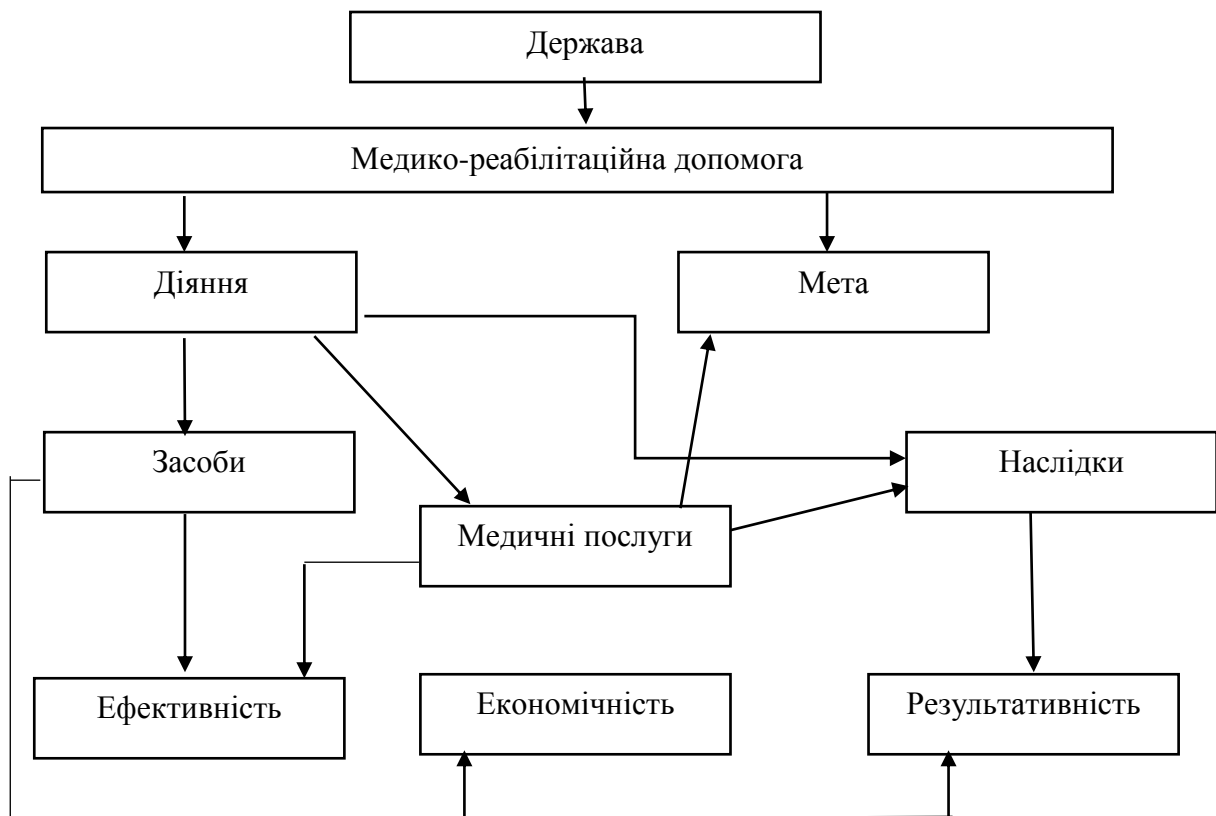 Держава
Медико-реабілітаційна допомога
Діяння
Мета
Засоби
Наслідки
Медичні послуги
Ефективність
Економічність
Результативність